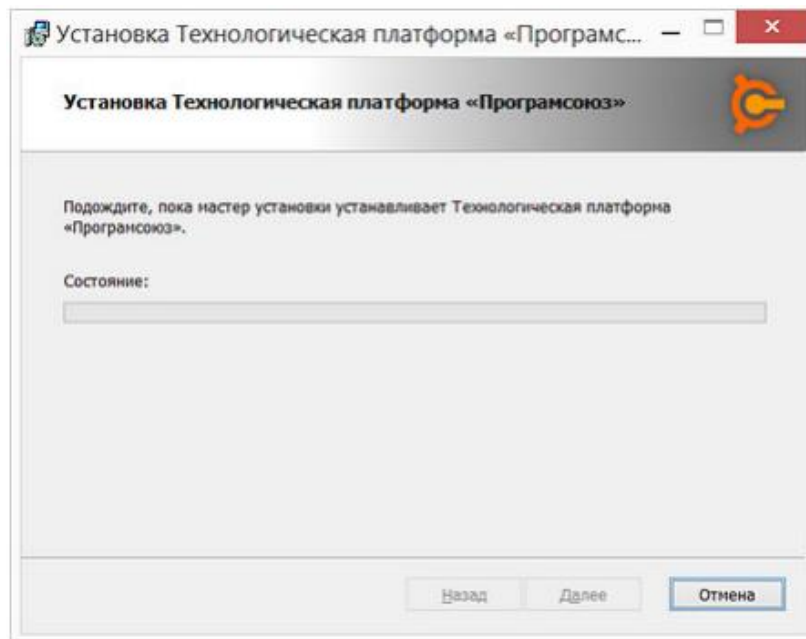 Установка Технологическая платформа «Програмс...
Установка Технологическая платформа «Програмсоюз»
Подождите, пока мастер установки устанавливает Технологическая платформа
«Програмсоюз».
Состояние:
Назад Далее Отмена